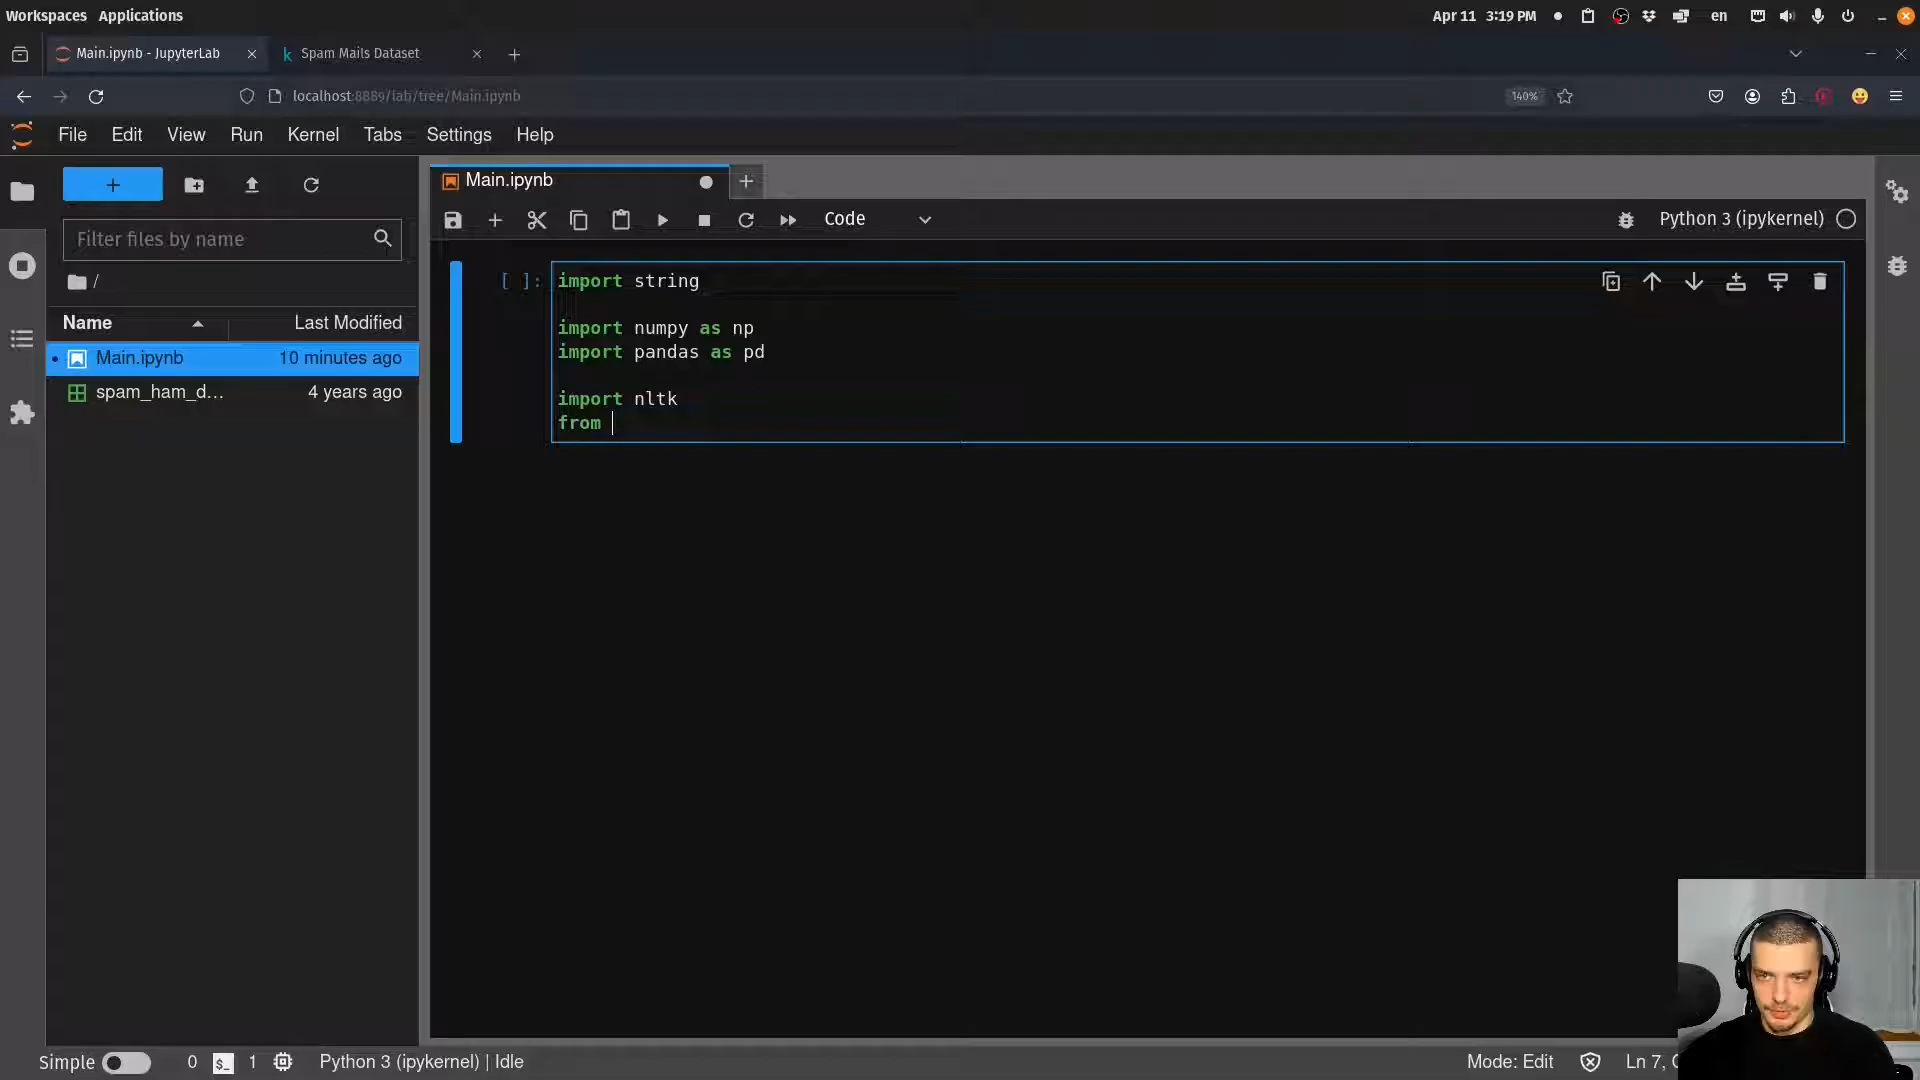 Workspaces Applications
Apr 11 3:19 PM
en
Main.ipynb - JupyterLab
Spam Mails Dataset
localhost:8889/lab/tree/Main.ipynb
140%
File Edit View Run Kernel Tabs Settings Help
Main.ipynb
Code
Python 3 (ipykernel)
Filter files by name
/
Name Last Modified
Main.ipynb 10 minutes ago
spam_ham_d... 4 years ago
[ ]:
import string
import numpy as np
import pandas as pd
import nltk
from
Simple 0 $_ 1 Python 3 (ipykernel) | Idle
Mode: Edit Ln 7,